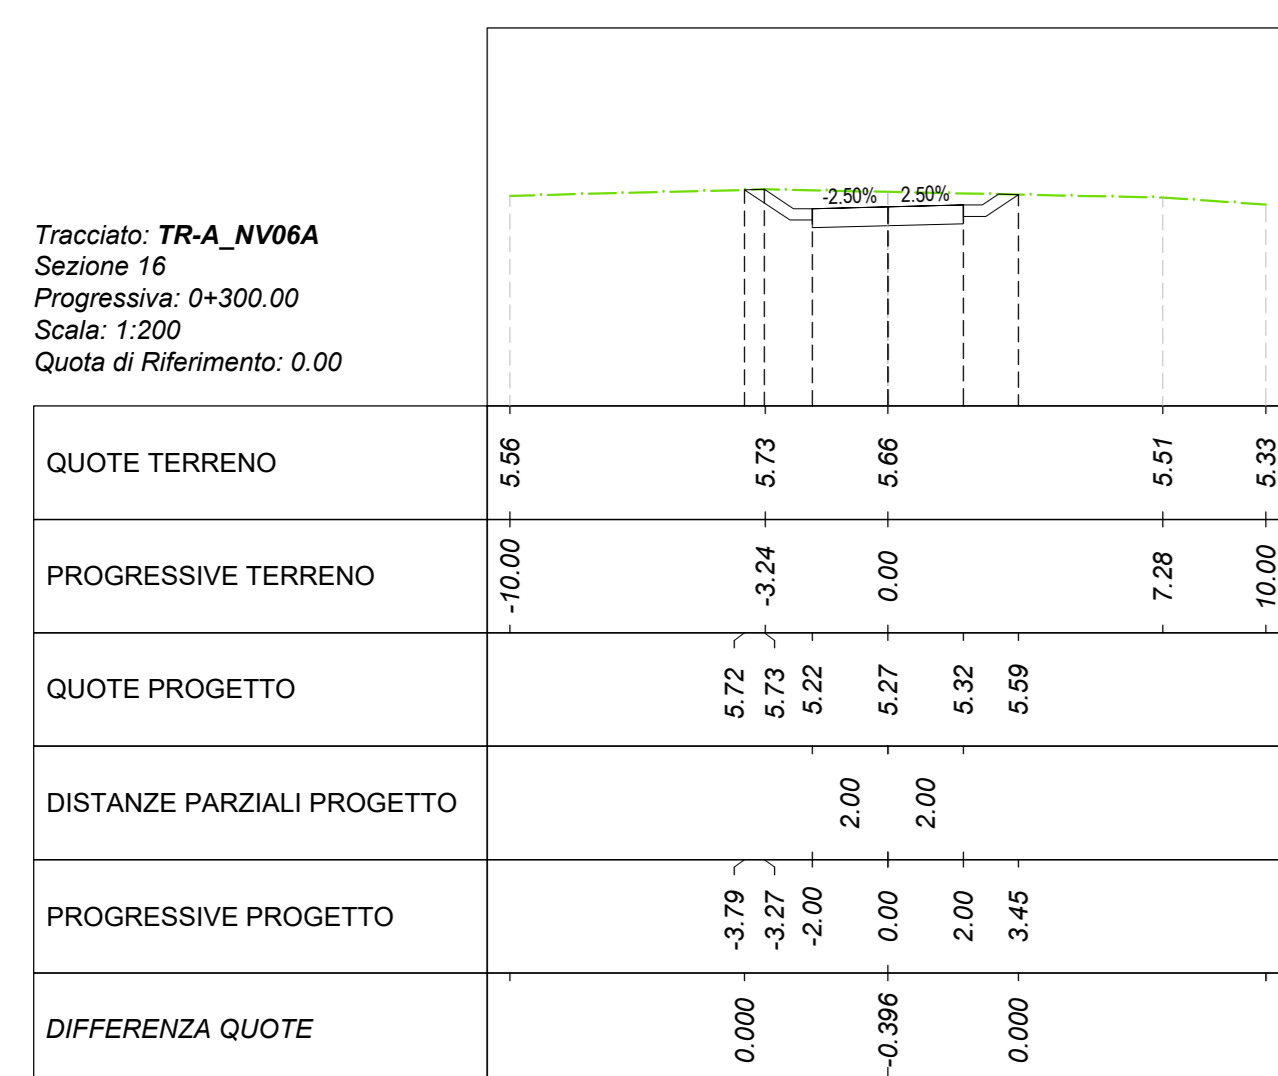 -2.50% 2.50%
Tracciato: TR-A_NV06A
Sezione 16
Progressiva: 0+300.00
Scala: 1:200
Quota di Riferimento: 0.00
QUOTE TERRENO 5.56 5.73 5.66 5.51 5.33
PROGRESSIVE TERRENO -10.00 -3.24 0.00 7.28 10.00
QUOTE PROGETTO 5.72 5.73 5.22 5.27 5.32 5.59
DISTANZE PARZIALI PROGETTO 2.00 2.00
PROGRESSIVE PROGETTO -3.79 -3.27 -2.00 0.00 2.00 3.45
DIFFERENZA QUOTE 0.000 -0.396 0.000